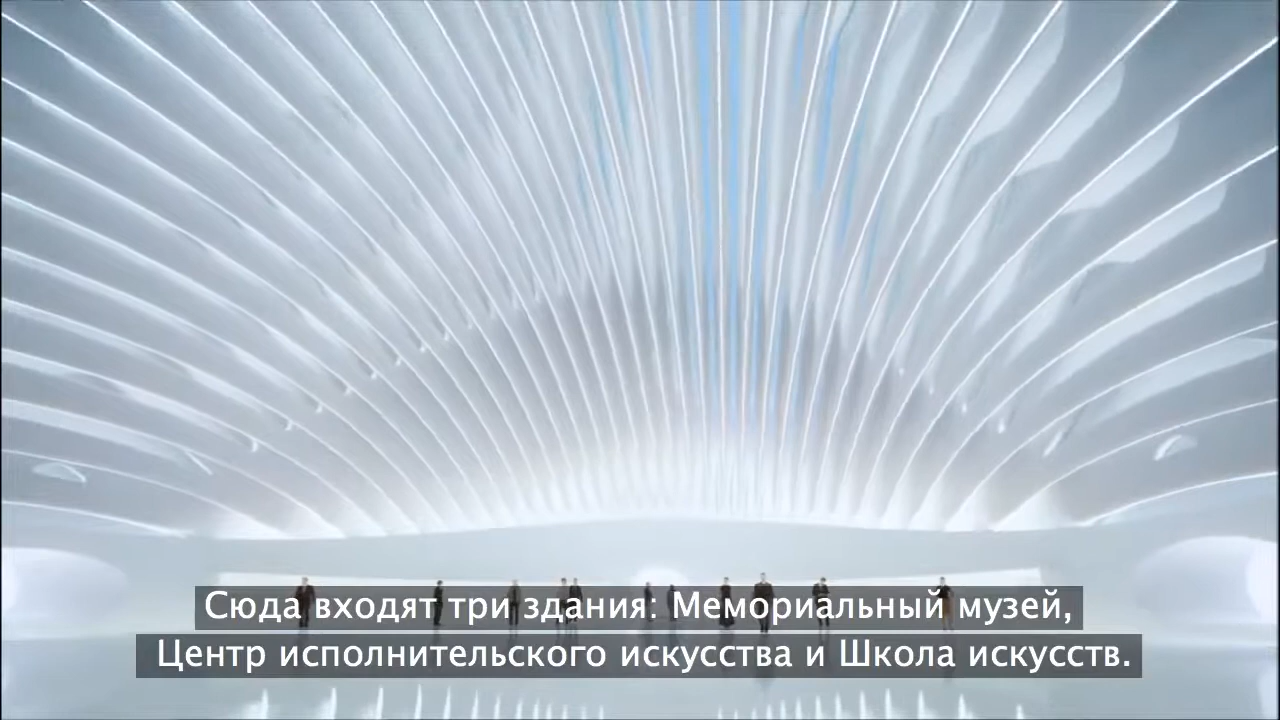 Сюда входят три здания: Мемориальный музей,
Центр исполнительского искусства и Школа искусств.